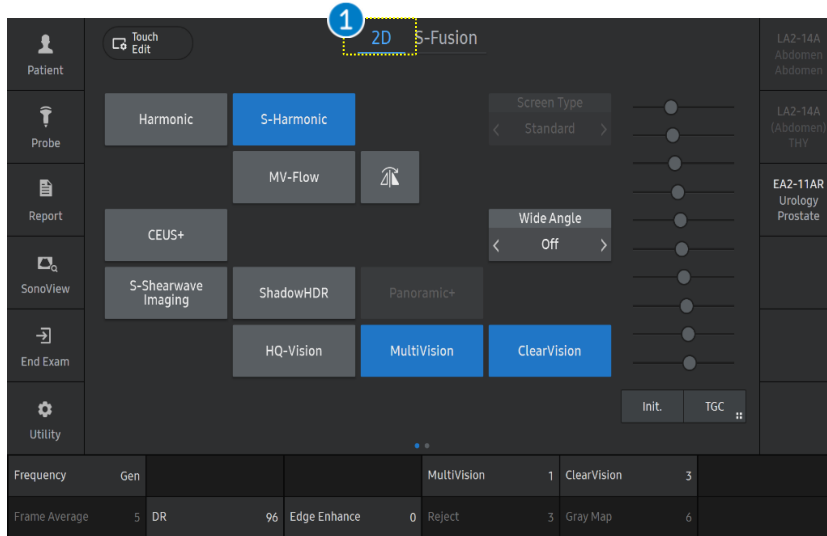 1
Touch
Edit
2D
S-Fusion
Patient
Probe
Report
SonoView
End Exam
Utility
Harmonic
S-Harmonic
Screen Type
Standard
MV-Flow
CEUS+
Wide Angle
Off
S-Shearwave
Imaging
ShadowHDR
Panoramic+
HQ-Vision
MultiVision
ClearVision
Init.
TGC
LA2-14A
Abdomen
Abdomen
LA2-14A
(Abdomen)
THY
EA2-11AR
Urology
Prostate
Frequency Gen
MultiVision 1
ClearVision 3
Frame Average 5
DR 96
Edge Enhance 0
Reject 3
Gray Map 6